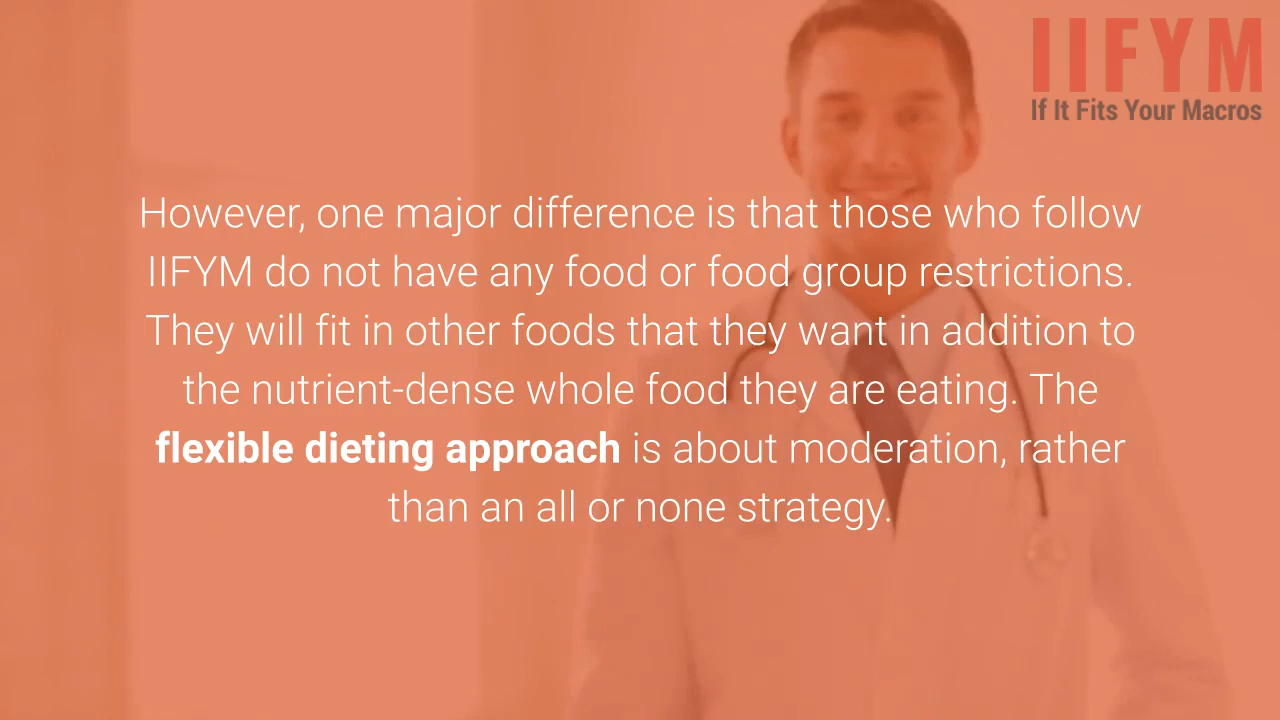 IIFYM
If It Fits Your Macros
However, one major difference is that those who follow
IIFYM do not have any food or food group restrictions.
They will fit in other foods that they want in addition to
the nutrient-dense whole food they are eating. The
flexible dieting approach is about moderation, rather
than an all or none strategy.